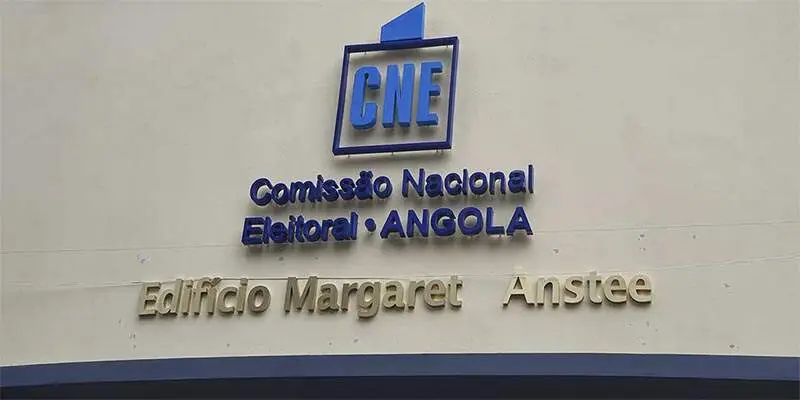 CNE
Comissão Nacional
Eleitoral • ANGOLA
Edifício Margaret Anstee